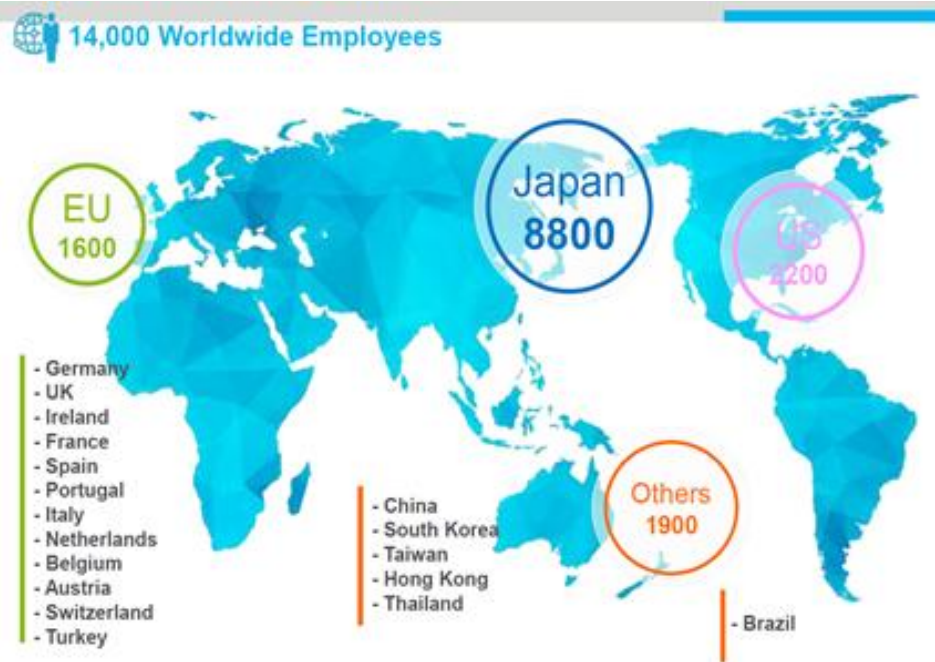 14,000 Worldwide Employees
EU
1600
Japan
8800
US
2200
- Germany
- UK
- Ireland
- France
- Spain
- Portugal
- Italy
- Netherlands
- Belgium
- Austria
- Switzerland
- Turkey
- China
- South Korea
- Taiwan
- Hong Kong
- Thailand
Others
1900
- Brazil